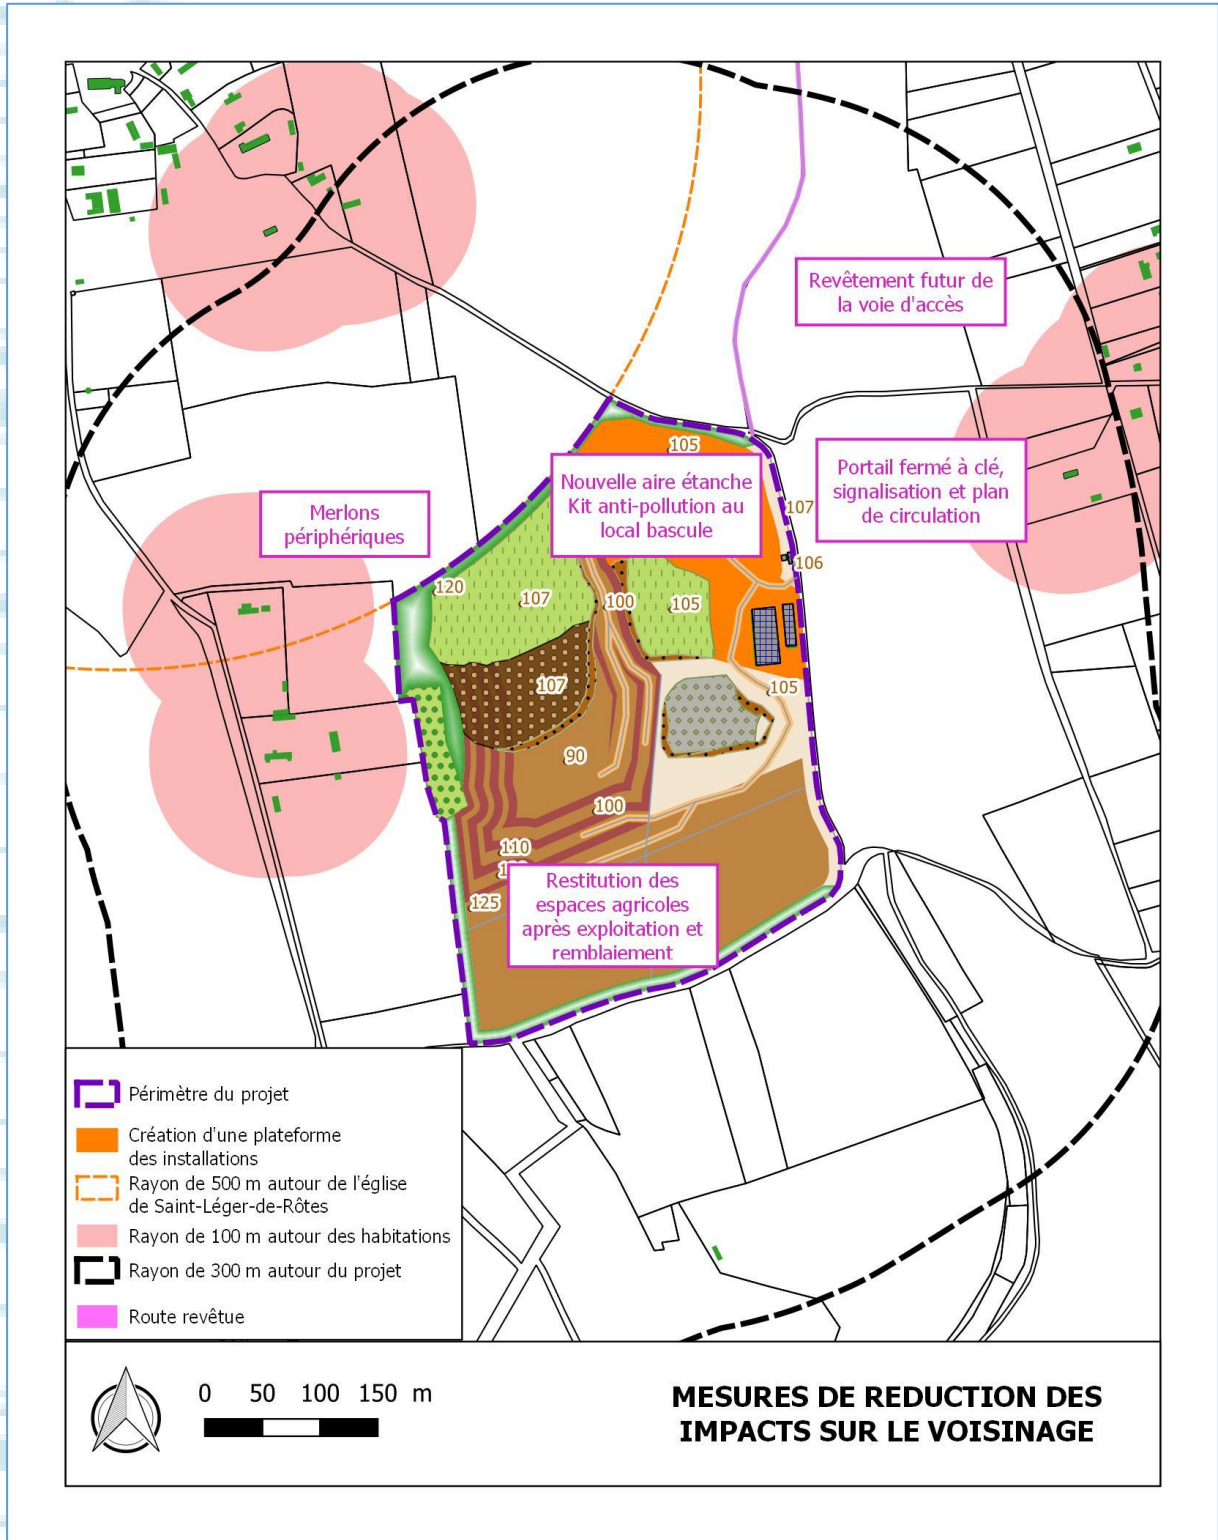 Revêtement futur de
la voie d'accès
105
Nouvelle aire étanche
Kit anti-pollution au
local bascule
Portail fermé à clé,
signalisation et plan
de circulation
Merlons
périphériques
107
106
120
107
100
105
107
105
90
100
110
125
Restitution des
espaces agricoles
après exploitation et
remblaiement
Périmètre du projet
Création d'une plateforme
des installations
Rayon de 500 m autour de l'église
de Saint-Léger-de-Rôtes
Rayon de 100 m autour des habitations
Rayon de 300 m autour du projet
Route revêtue
0 50 100 150 m
MESURES DE REDUCTION DES
IMPACTS SUR LE VOISINAGE